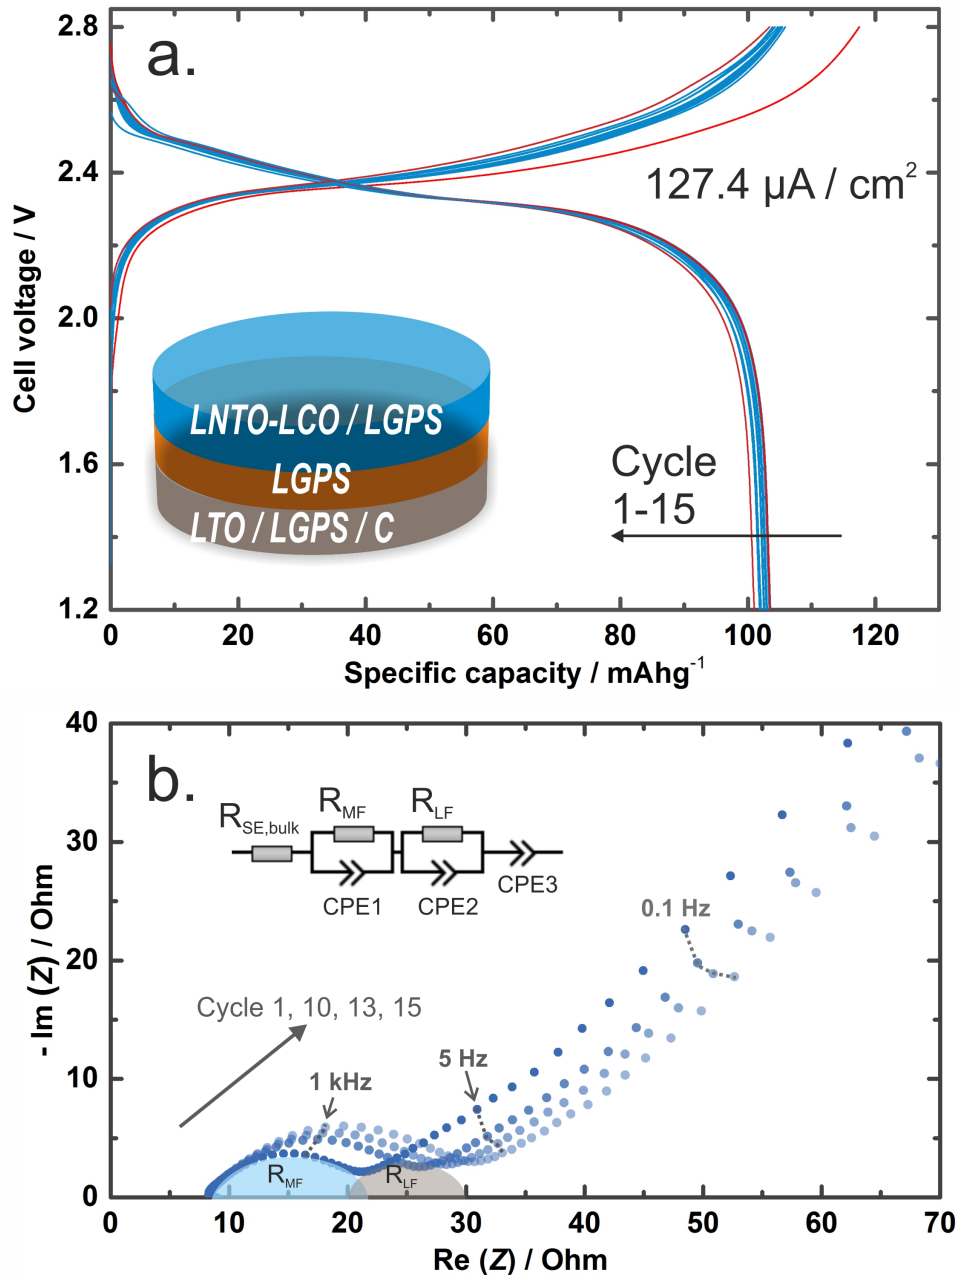 a.
2.8
2.4
2.0
1.6
1.2
Cell voltage / V
127.4 µA / cm²
LNTO-LCO / LGPS
LGPS
LTO / LGPS / C
Cycle
1-15
0 20 40 60 80 100 120
Specific capacity / mAhg⁻¹
b.
40
30
20
10
0
- Im (Z) / Ohm
R_SE,bulk
R_MF
R_LF
CPE1
CPE2
CPE3
0.1 Hz
Cycle 1, 10, 13, 15
5 Hz
1 kHz
R_MF
R_LF
0 10 20 30 40 50 60 70
Re (Z) / Ohm